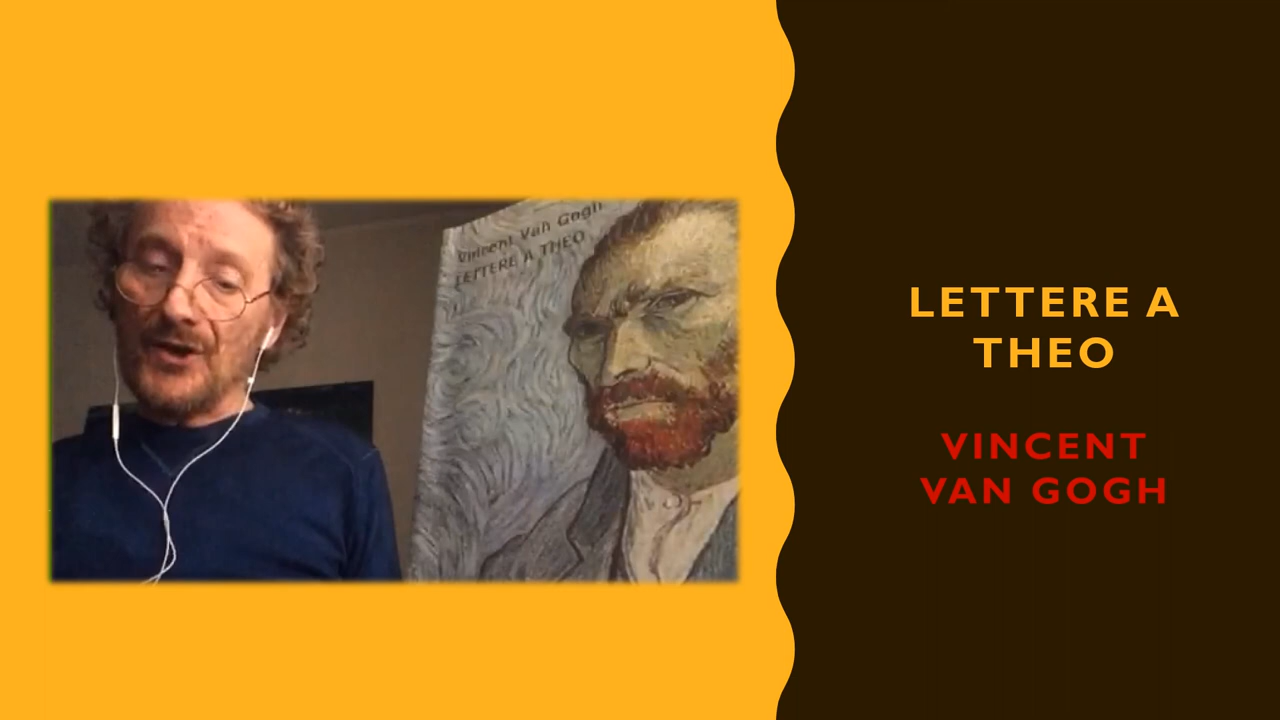 Vincent Van Gogh
LETTERE A THEO
LETTERE A
THEO
VINCENT
VAN GOGH